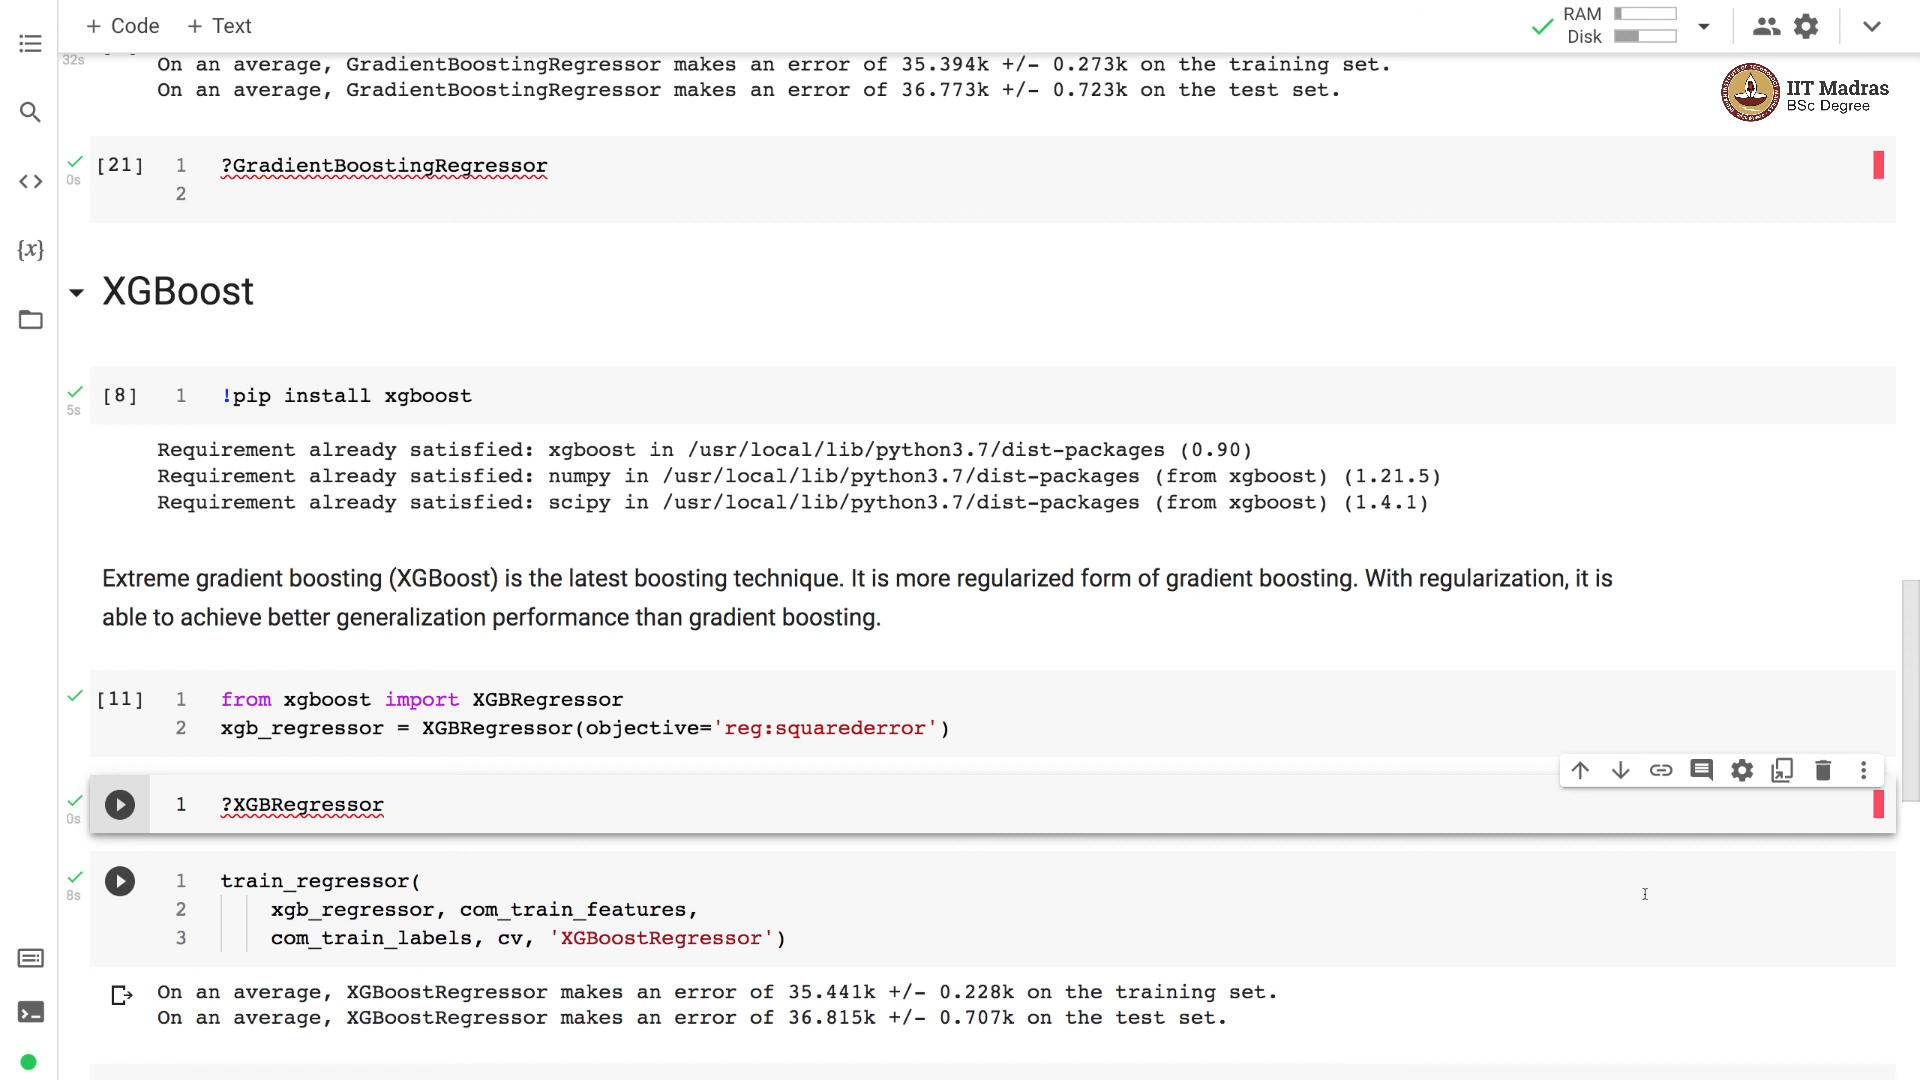 + Code + Text
RAM
Disk
32s
On an average, GradientBoostingRegressor makes an error of 35.394k +/- 0.273k on the training set.
On an average, GradientBoostingRegressor makes an error of 36.773k +/- 0.723k on the test set.
IIT Madras
BSc Degree
[21] 1 ?GradientBoostingRegressor
0s
2
{x}
XGBoost
[8] 1 !pip install xgboost
5s
Requirement already satisfied: xgboost in /usr/local/lib/python3.7/dist-packages (0.90)
Requirement already satisfied: numpy in /usr/local/lib/python3.7/dist-packages (from xgboost) (1.21.5)
Requirement already satisfied: scipy in /usr/local/lib/python3.7/dist-packages (from xgboost) (1.4.1)
Extreme gradient boosting (XGBoost) is the latest boosting technique. It is more regularized form of gradient boosting. With regularization, it is
able to achieve better generalization performance than gradient boosting.
[11] 1 from xgboost import XGBRegressor
2 xgb_regressor = XGBRegressor(objective='reg:squarederror')
1 ?XGBRegressor
0s
1 train_regressor(
8s
2 xgb_regressor, com_train_features,
3 com_train_labels, cv, 'XGBoostRegressor')
On an average, XGBoostRegressor makes an error of 35.441k +/- 0.228k on the training set.
On an average, XGBoostRegressor makes an error of 36.815k +/- 0.707k on the test set.